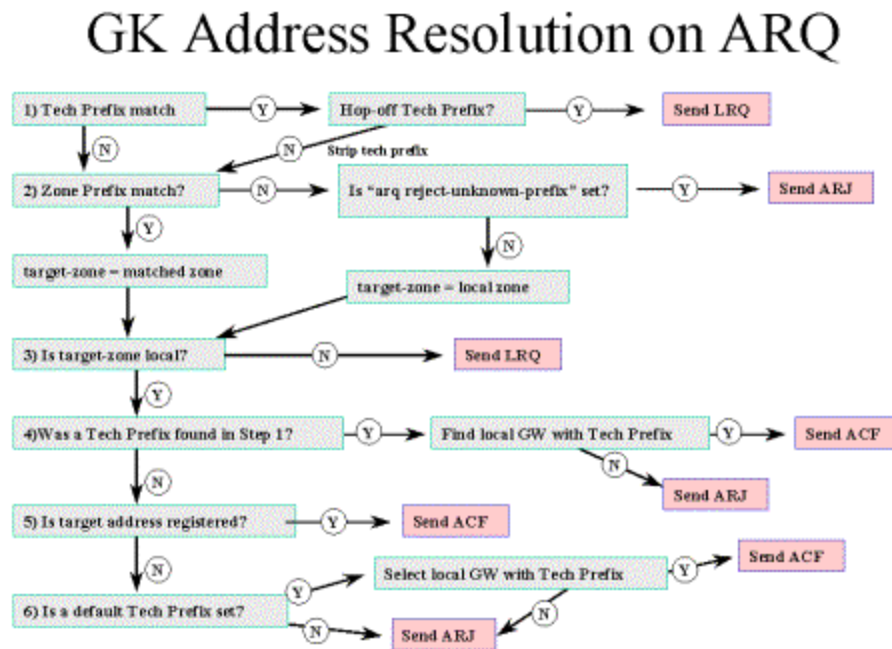 GK Address Resolution on ARQ
1) Tech Prefix match
Y
Hop-off Tech Prefix?
Y
Send LRQ
N
N
Strip tech prefix
2) Zone Prefix match?
N
Is “arq reject-unknown-prefix” set?
Y
Send ARJ
Y
N
target-zone = matched zone
target-zone = local zone
3) Is target-zone local?
N
Send LRQ
Y
4)Was a Tech Prefix found in Step 1?
Y
Find local GW with Tech Prefix
Y
Send ACF
N
N
Send ARJ
5) Is target address registered?
Y
Send ACF
N
Y
Select local GW with Tech Prefix
Y
Send ACF
6) Is a default Tech Prefix set?
N
Send ARJ
N